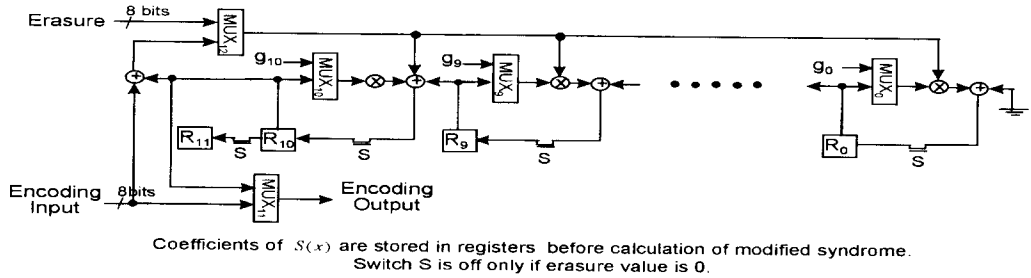 Erasure
8 bits
MUX12
g10
MUX10
g9
MUX9
g0
MUX0
R11
S
R10
S
R9
S
R0
S
Encoding
Input
8bits
MUX11
Encoding
Output
Coefficients of S(x) are stored in registers before calculation of modified syndrome.
Switch S is off only if erasure value is 0.